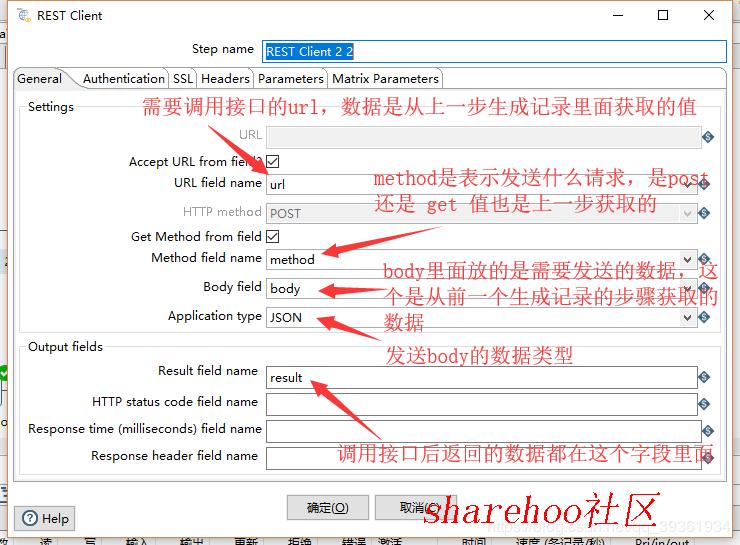 REST Client
Step name REST Client 2 2
General Authentication SSL Headers Parameters Matrix Parameters
Settings
需要调用接口的url，数据是从上一步生成记录里面获取的值
URL
Accept URL from field?
URL field name url
method是表示发送什么请求，是post
还是 get 值也是上一步获取的
HTTP method POST
Get Method from field
Method field name method
body里面放的是需要发送的数据，这
个是从前一个生成记录的步骤获取的
数据
Body field body
Application type JSON
发送body的数据类型
Output fields
Result field name result
HTTP status code field name
Response time (milliseconds) field name
调用接口后返回的数据都在这个字段里面
Response header field name
确定(O) 取消(C)
Help
sharehoo社区
39361934